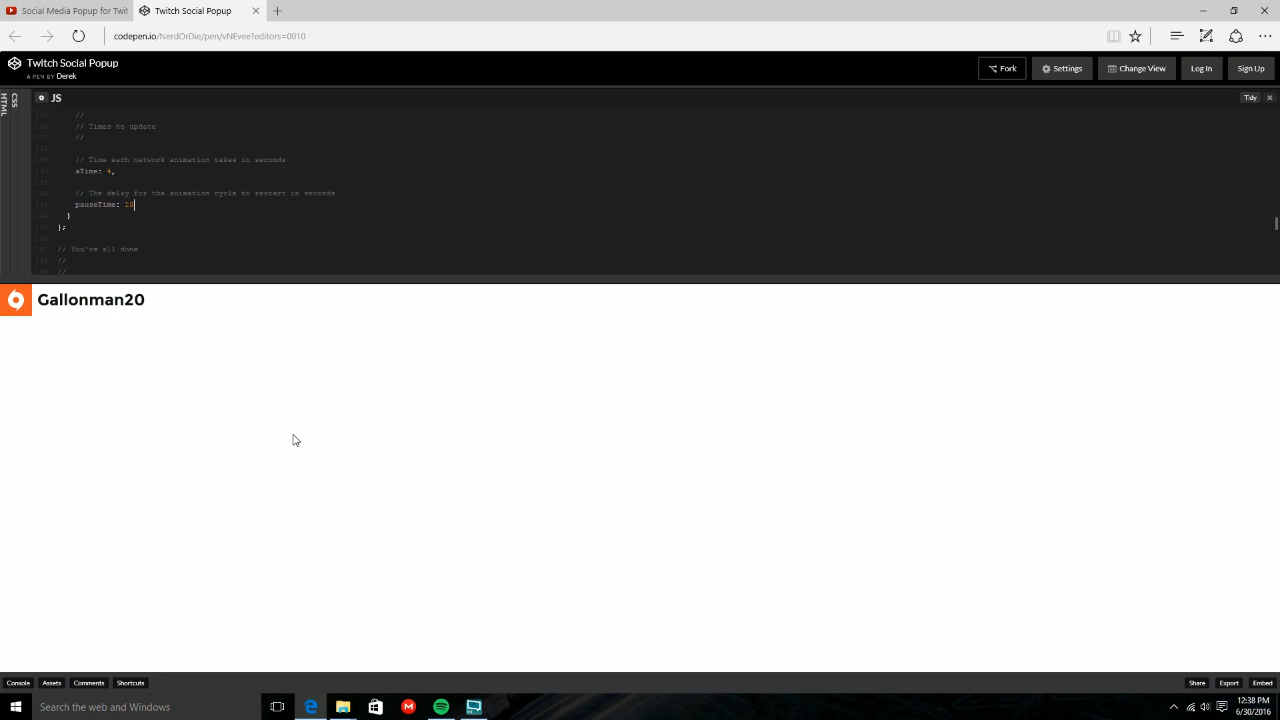 Social Media Popup for Twit
Twitch Social Popup
codepen.io/NerdOrDie/pen/vNEvee?editors=0010
Twitch Social Popup
A PEN BY Derek
Fork
Settings
Change View
Log In
Sign Up
HTML
CSS
JS
Tidy
//
// Times to update
//
// Time each network animation takes in seconds
aTime: 4,
// The delay for the animation cycle to restart in seconds
pauseTime: 10
}
};
// You're all done
//
//
Gallonman20
Console
Assets
Comments
Shortcuts
Share
Export
Embed
Search the web and Windows
12:38 PM
6/30/2016